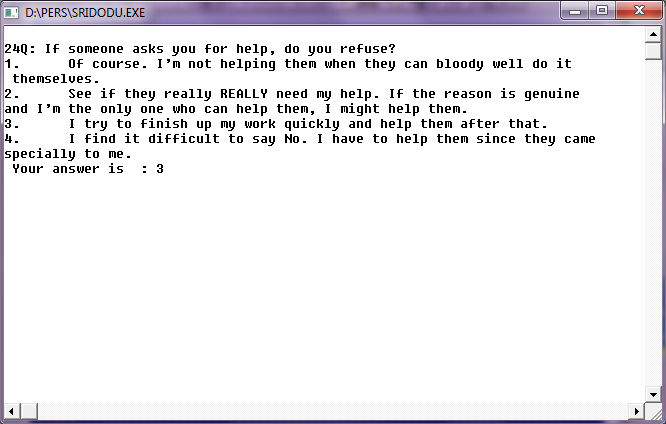 D:\PERS\SRIDODU.EXE
24Q: If someone asks you for help, do you refuse?
1.      Of course. I'm not helping them when they can bloody well do it
 themselves.
2.      See if they really REALLY need my help. If the reason is genuine
and I'm the only one who can help them, I might help them.
3.      I try to finish up my work quickly and help them after that.
4.      I find it difficult to say No. I have to help them since they came
specially to me.
 Your answer is  : 3